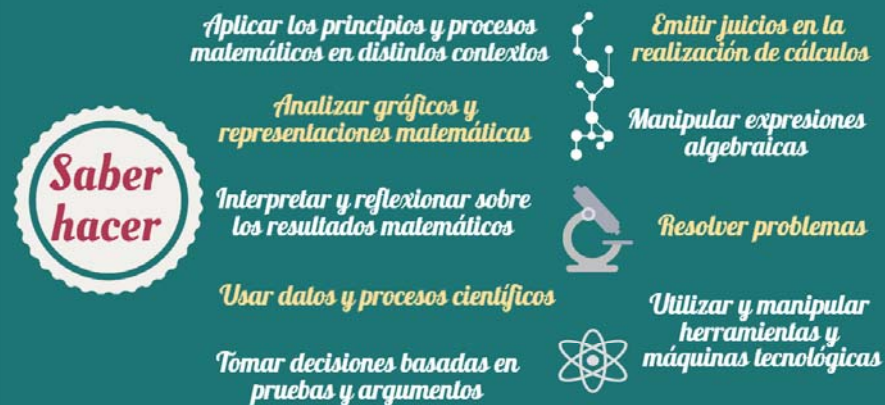 Saber
hacer
Aplicar los principios y procesos
matemáticos en distintos contextos
Analizar gráficos y
representaciones matemáticas
Interpretar y reflexionar sobre
los resultados matemáticos
Usar datos y procesos científicos
Tomar decisiones basadas en
pruebas y argumentos
Emitir juicios en la
realización de cálculos
Manipular expresiones
algebraicas
Resolver problemas
Utilizar y manipular
herramientas y
máquinas tecnológicas